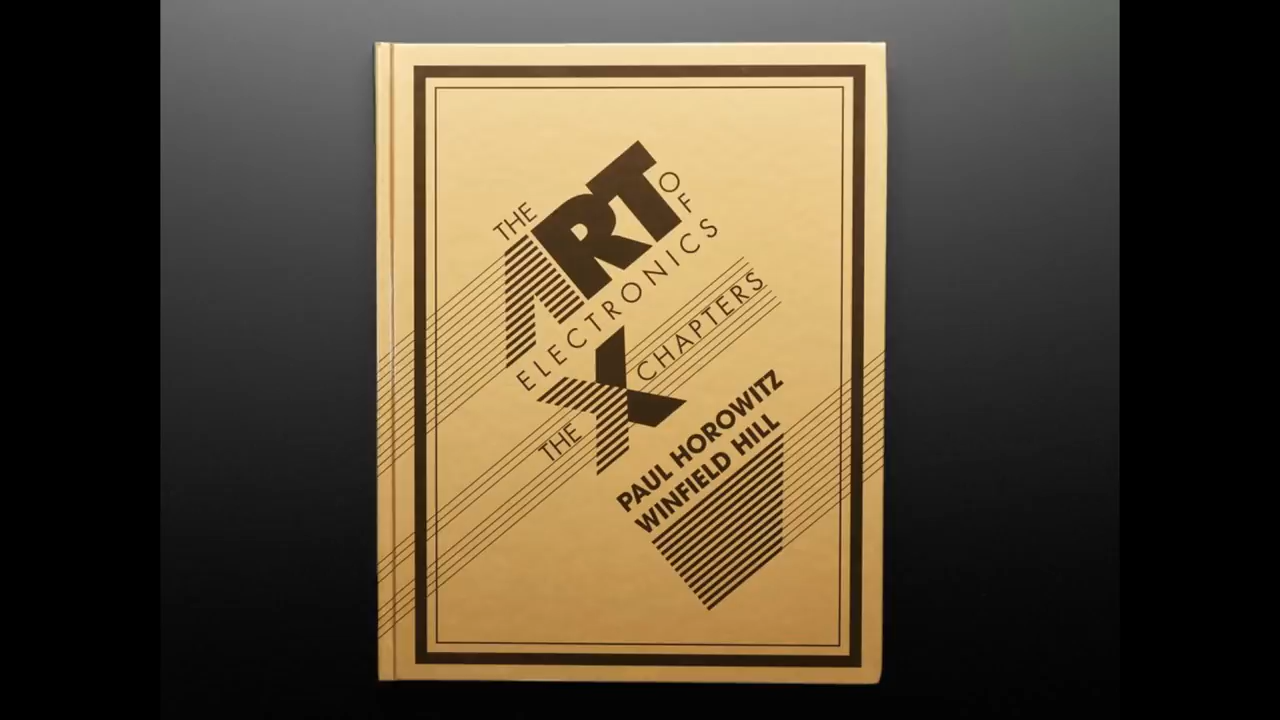 THE
ART
OF
ELECTRONICS
THE X CHAPTERS
PAUL HOROWITZ
WINFIELD HILL